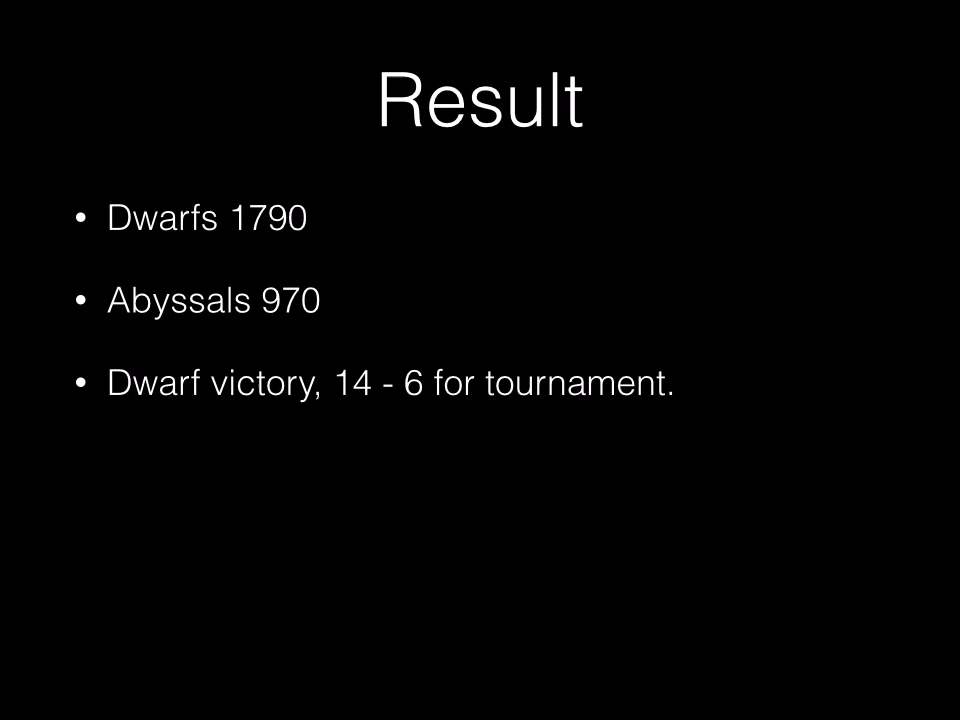 Result
• Dwarfs 1790
• Abyssals 970
• Dwarf victory, 14 - 6 for tournament.